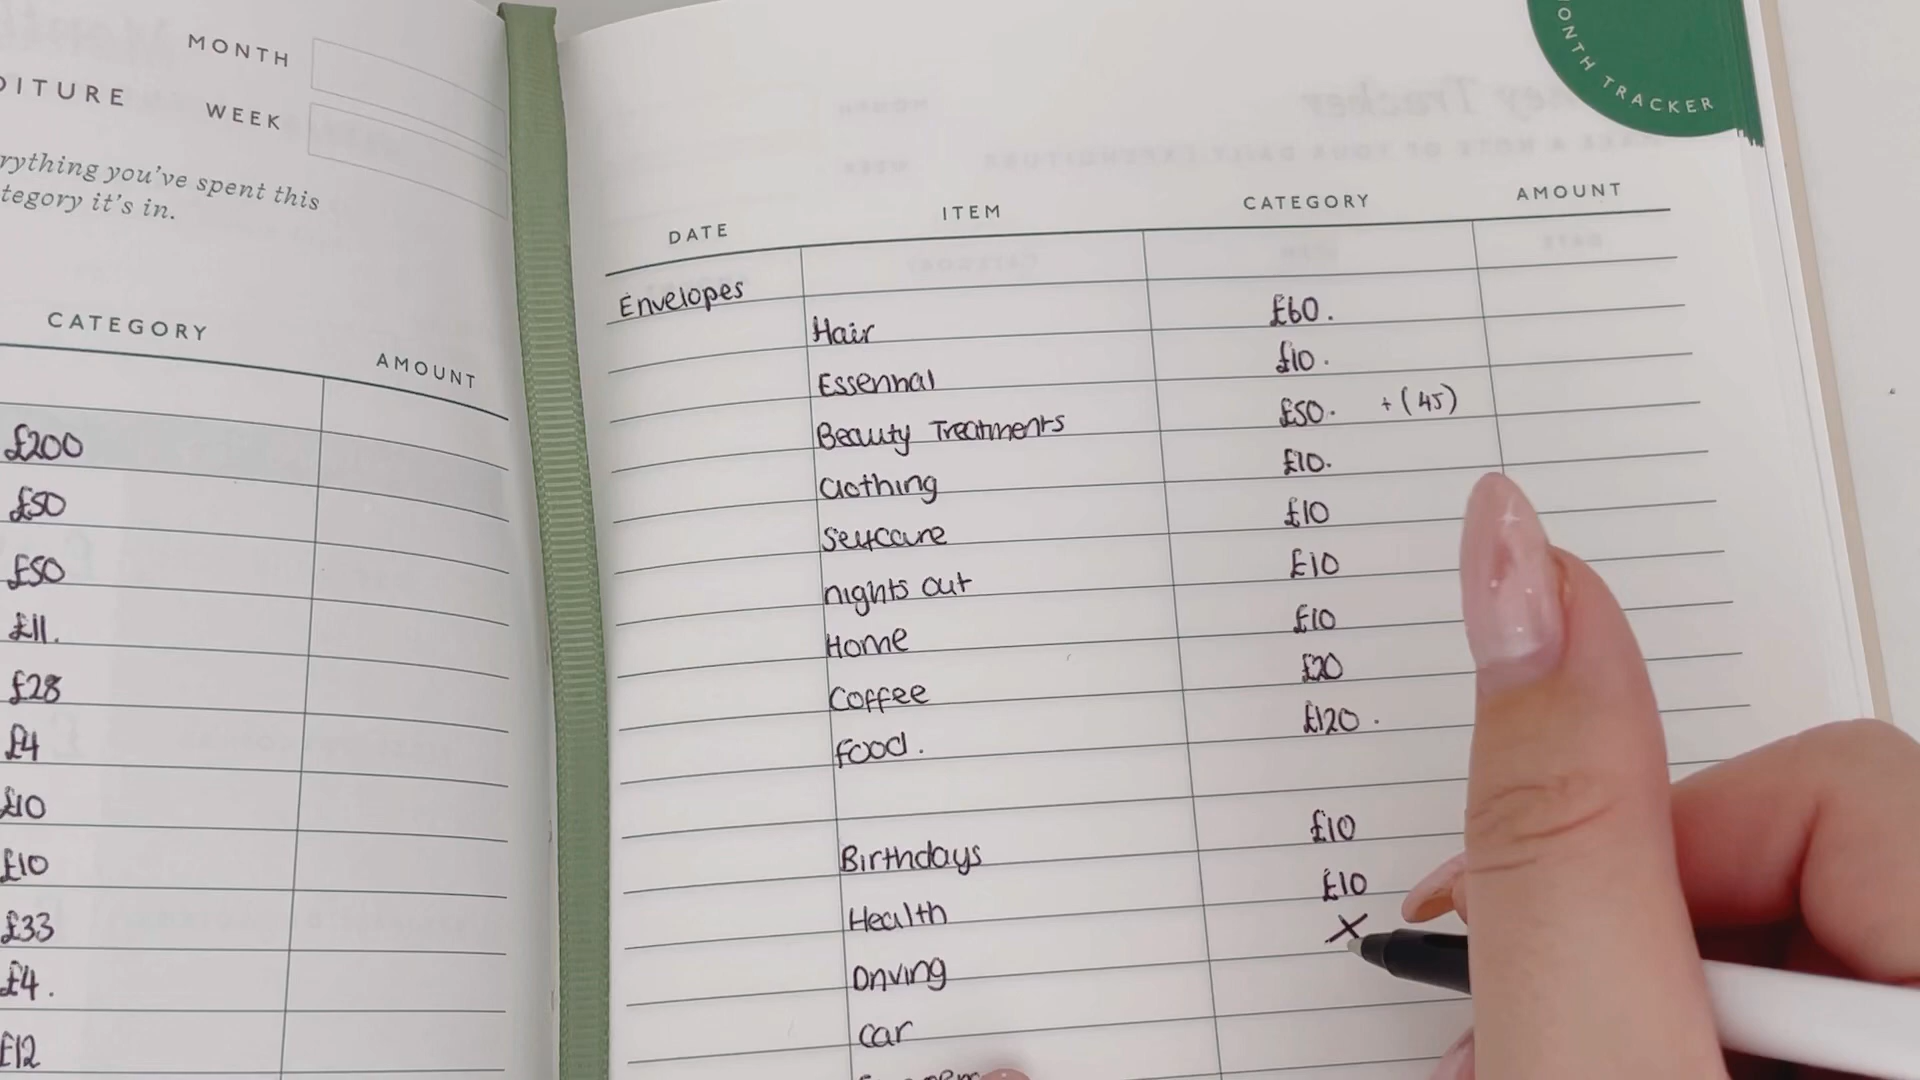 MONTH
DITURE WEEK
rything you've spent this
tegory it's in.
CATEGORY AMOUNT
£200
£50
£50
£11.
£28
£4
£10
£10
£33
£4.
£12
ONTH TRACKER
DATE ITEM CATEGORY AMOUNT
Envelopes
Hair £60.
Essential £10.
Beauty Treatments £50. + (45)
Clothing £10.
Selfcare £10
nights out £10
Home £10
Coffee £20
Food. £120.
Birthdays £10
Health £10
Driving X
Car